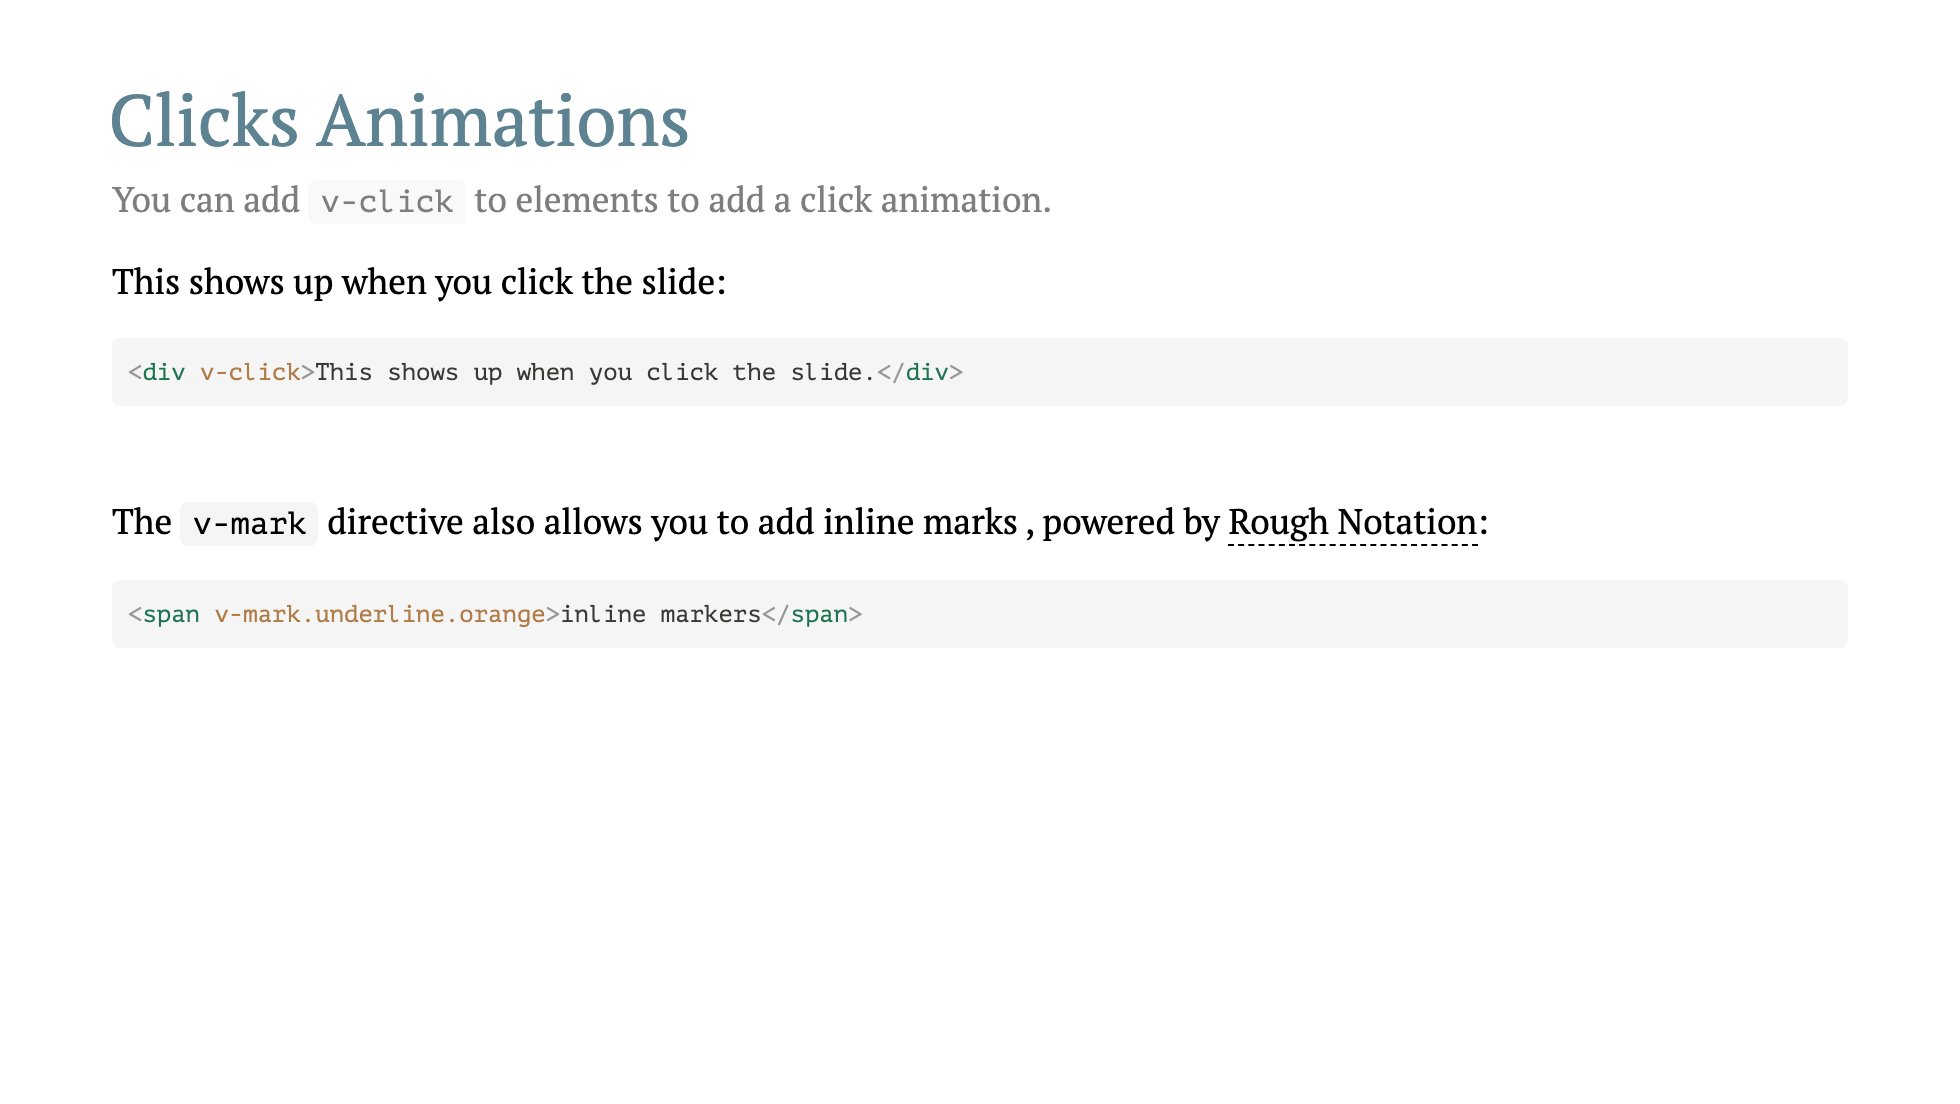 Clicks Animations
You can add v-click to elements to add a click animation.
This shows up when you click the slide:
<div v-click>This shows up when you click the slide.</div>
The v-mark directive also allows you to add inline marks , powered by Rough Notation:
<span v-mark.underline.orange>inline markers</span>